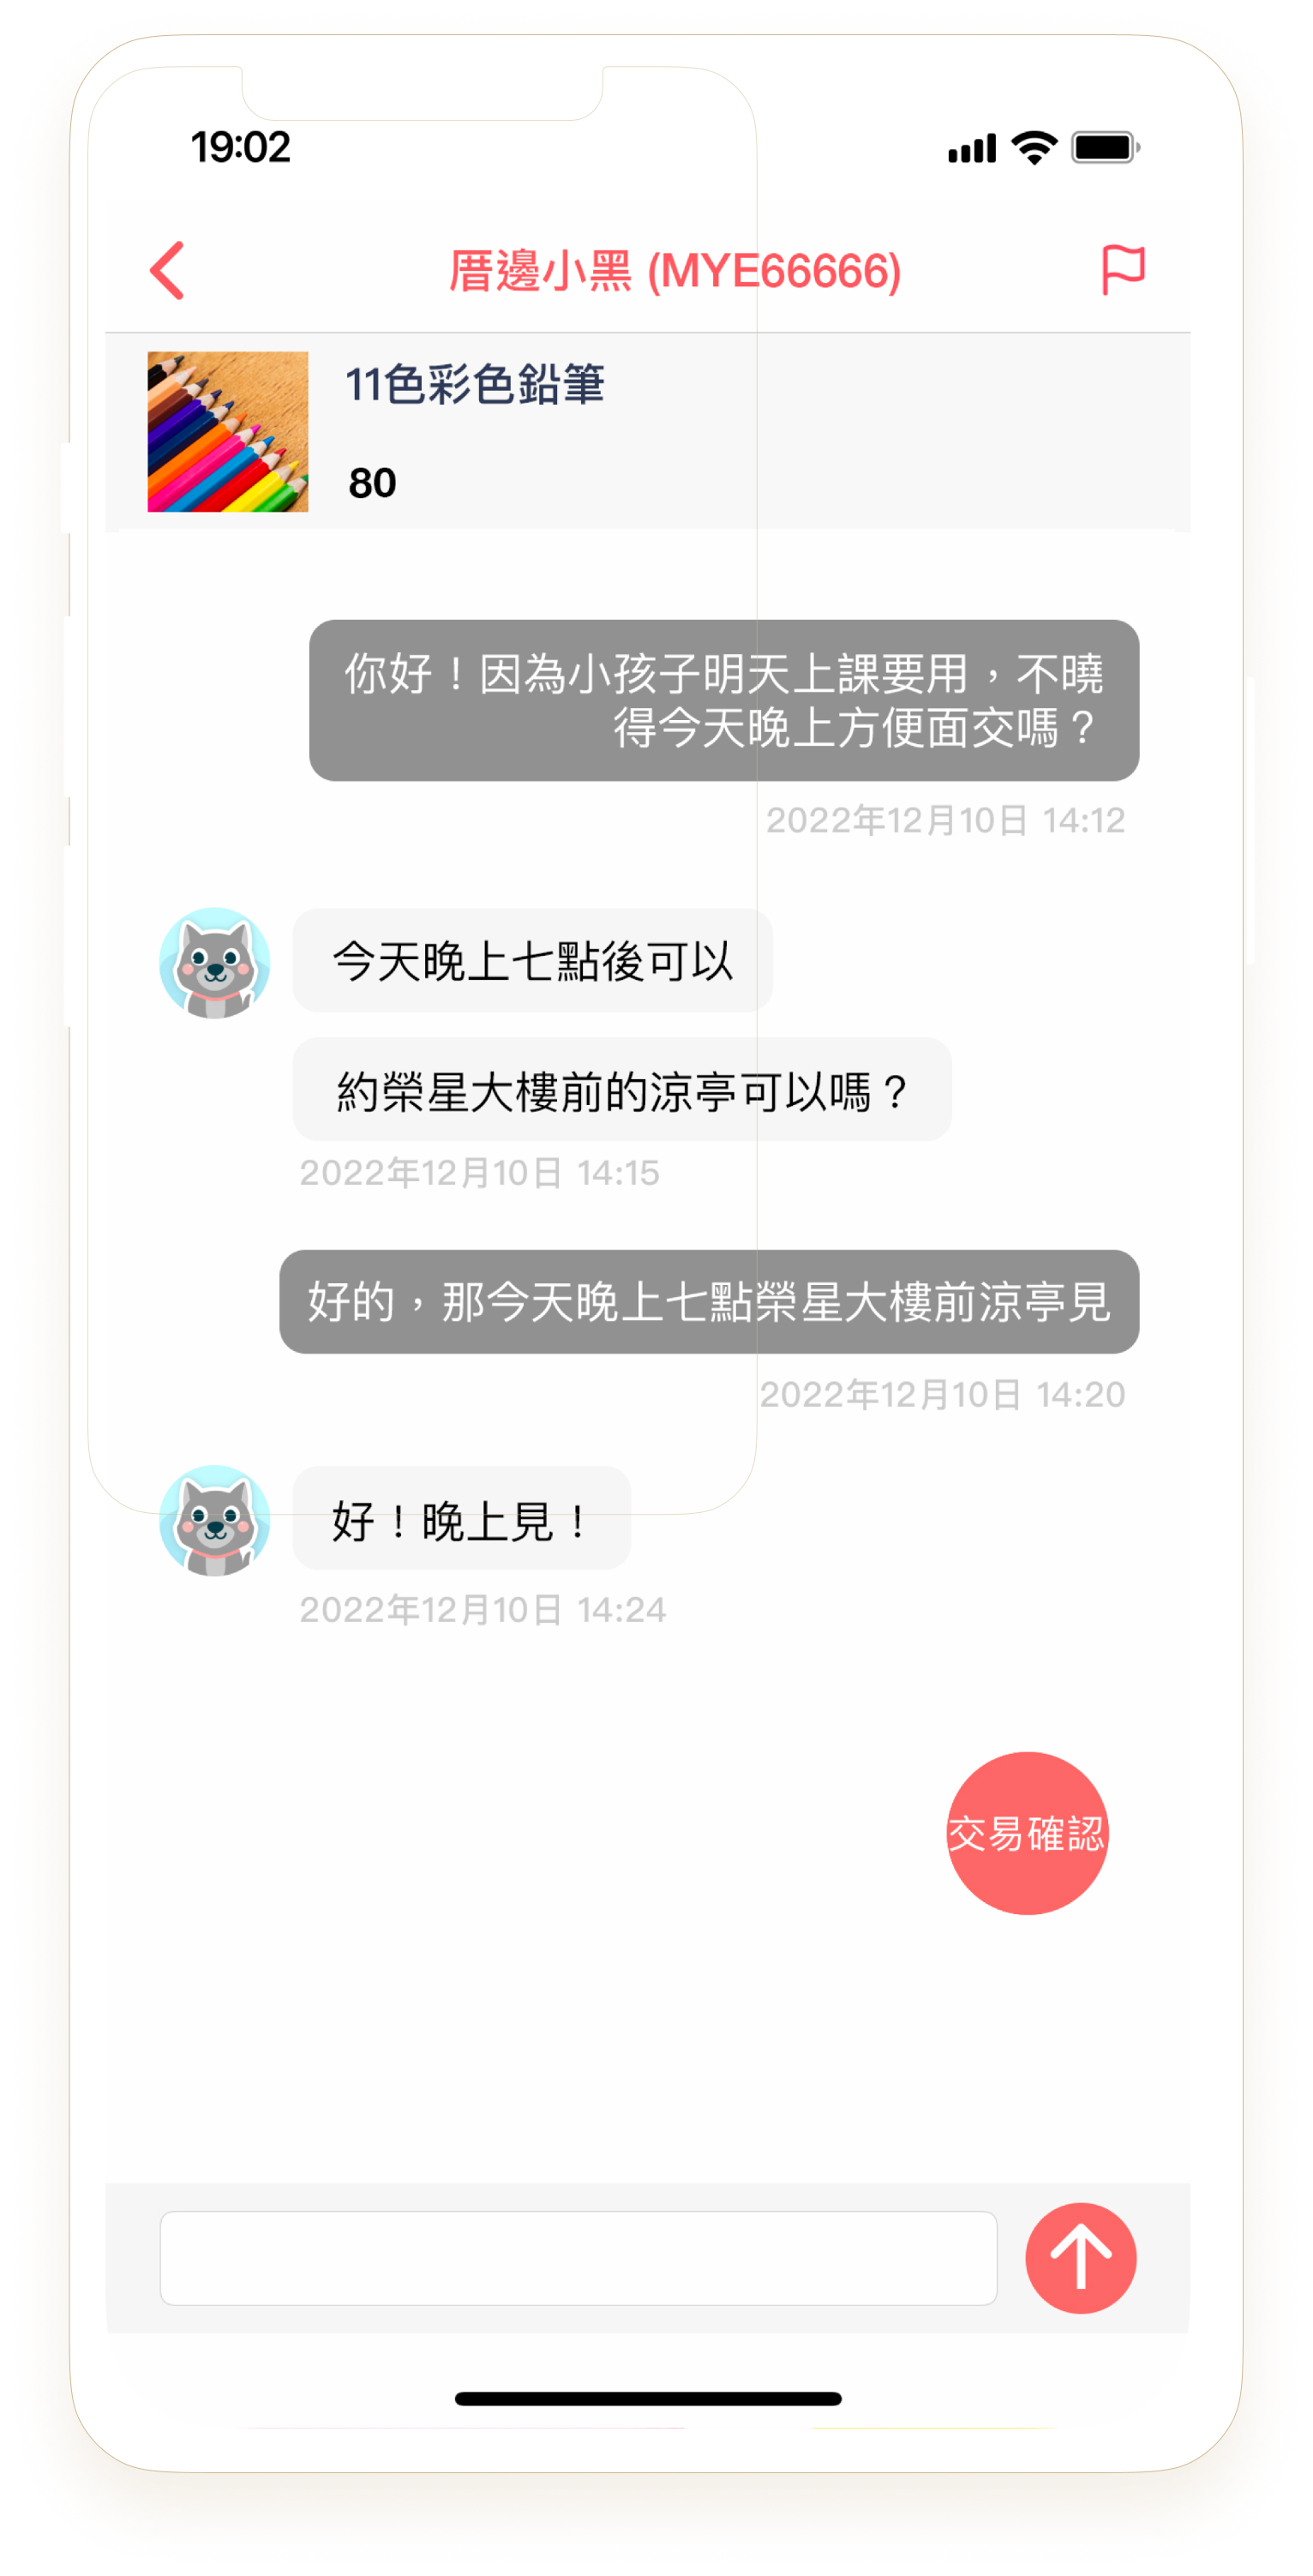 19:02
厝邊小黑 (MYE66666)
11色彩色鉛筆
80
你好！因為小孩子明天上課要用，不曉
得今天晚上方便面交嗎？
2022年12月10日 14:12
今天晚上七點後可以
約榮星大樓前的涼亭可以嗎？
2022年12月10日 14:15
好的，那今天晚上七點榮星大樓前涼亭見
2022年12月10日 14:20
好！晚上見！
2022年12月10日 14:24
交易確認